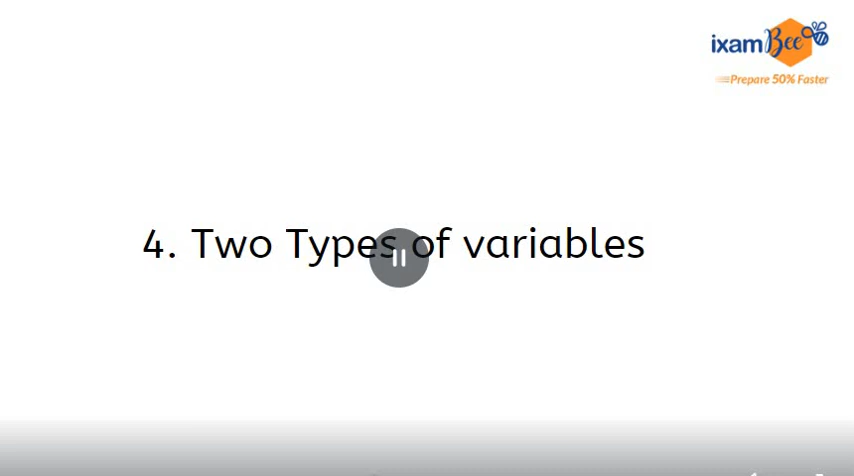 ixamBee
Prepare 50% Faster
4. Two Types of variables